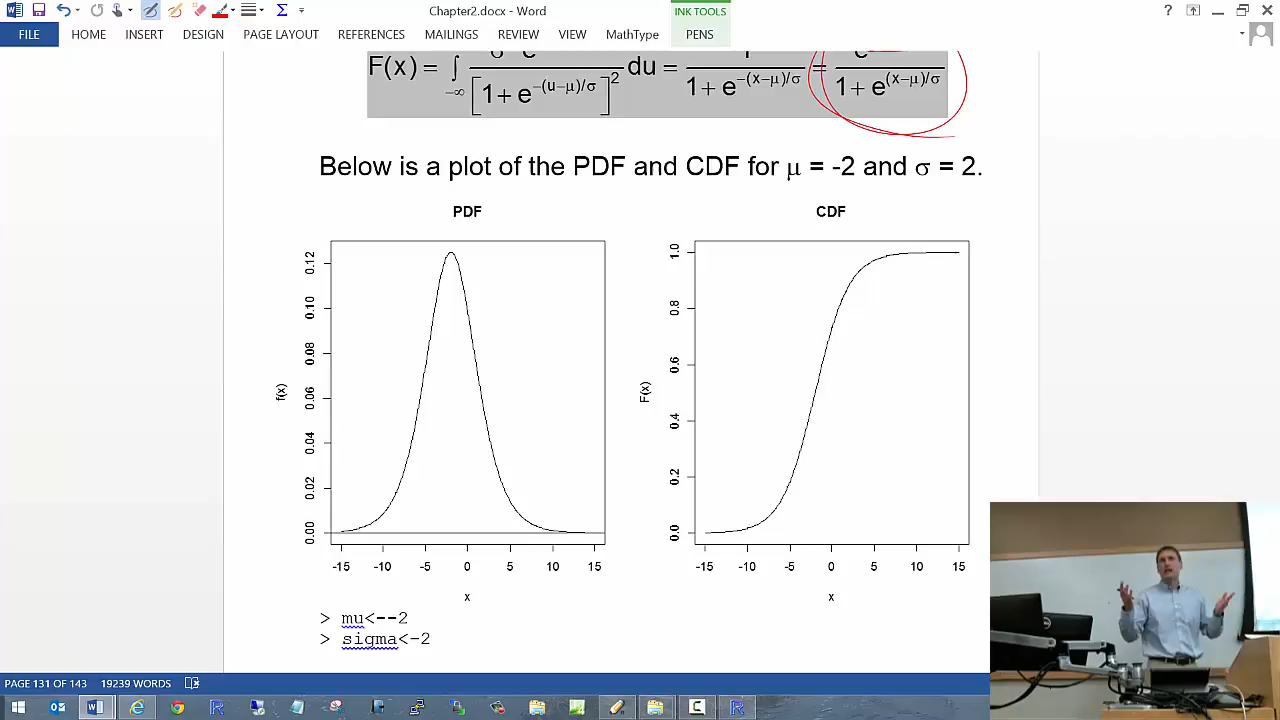 Chapter2.docx - Word
INK TOOLS
FILE HOME INSERT DESIGN PAGE LAYOUT REFERENCES MAILINGS REVIEW VIEW MathType PENS
F(x) = ∫ −∞ [1+ e −(u−μ)/σ ]2 du = 1+ e −(x−μ)/σ = 1+ e (x−μ)/σ
Below is a plot of the PDF and CDF for μ = -2 and σ = 2.
PDF
0.12
0.10
0.08
0.06
0.04
0.02
0.00
f(x)
-15 -10 -5 0 5 10 15
x
CDF
1.0
0.8
0.6
0.4
0.2
0.0
F(x)
-15 -10 -5 0 5 10 15
x
> mu<--2
> sigma<-2
PAGE 131 OF 143 19239 WORDS